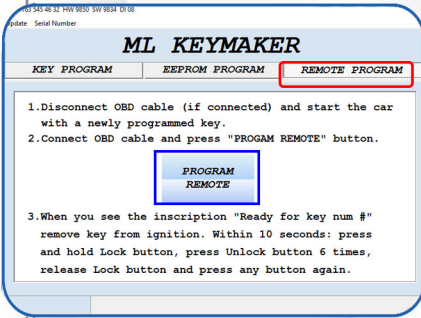 163 545 46 32 HW 9850 SW 9834 DI 08
pdate Serial Number
ML KEYMAKER
KEY PROGRAM EEPROM PROGRAM REMOTE PROGRAM
1.Disconnect OBD cable (if connected) and start the car
with a newly programmed key.
2.Connect OBD cable and press "PROGAM REMOTE" button.
PROGRAM
REMOTE
3.When you see the inscription "Ready for key num #"
remove key from ignition. Within 10 seconds: press
and hold Lock button, press Unlock button 6 times,
release Lock button and press any button again.